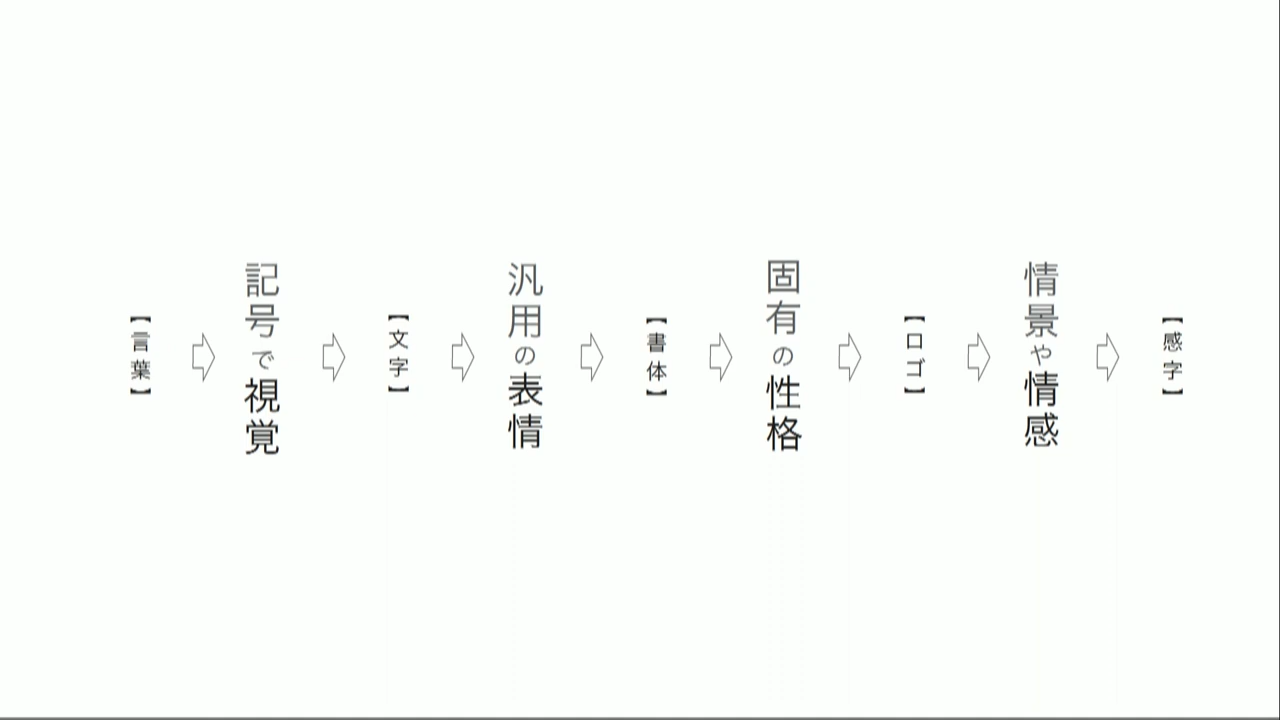 【言葉】
記号で視覚
【文字】
汎用の表情
【書体】
固有の性格
【ロゴ】
情景や情感
【感字】